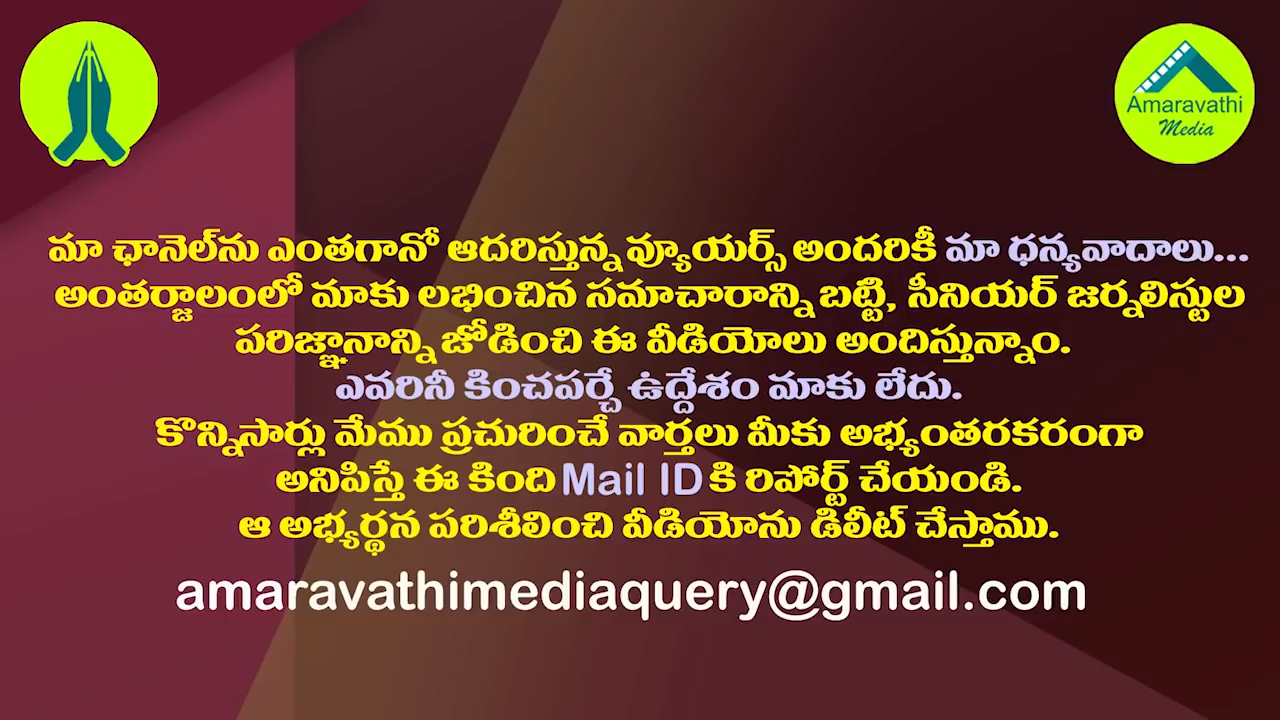 Amaravathi
Media
మా ఛానెల్‌ను ఎంతగానో ఆదరిస్తున్న వ్యూయర్స్ అందరికీ మా ధన్యవాదాలు...
అంతర్జాలంలో మాకు లభించిన సమాచారాన్ని బట్టి, సీనియర్ జర్నలిస్టుల
పరిజ్ఞానాన్ని జోడించి ఈ వీడియోలు అందిస్తున్నాం.
ఎవరినీ కించపర్చే ఉద్దేశం మాకు లేదు.
కొన్నిసార్లు మేము ప్రచురించే వార్తలు మీకు అభ్యంతరకరంగా
అనిపిస్తే ఈ కింది Mail ID కి రిపోర్ట్ చేయండి.
ఆ అభ్యర్థన పరిశీలించి వీడియోను డిలీట్ చేస్తాము.
amaravathimediaquery@gmail.com